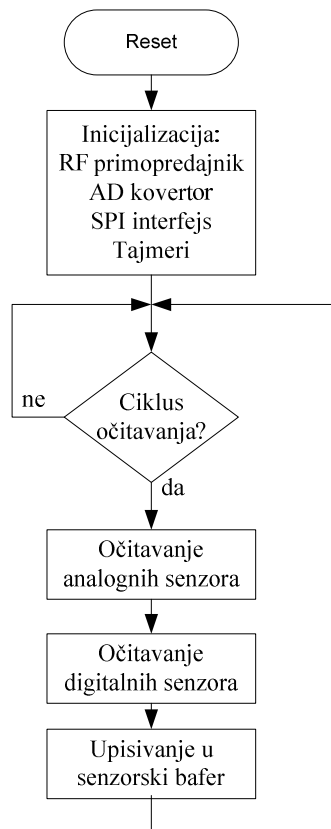 Reset
Inicijalizacija:
RF primopredajnik
AD kovertor
SPI interfejs
Tajmeri
ne
Ciklus
očitavanja?
da
Očitavanje
analognih senzora
Očitavanje
digitalnih senzora
Upisivanje u
senzorski bafer